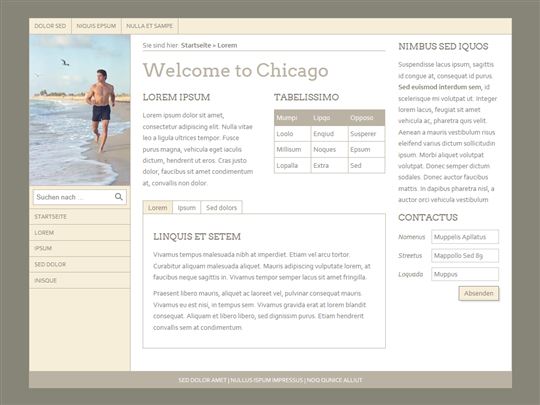 DOLOR SED NIQUIS EPSUM NULLA ET SAMPE
Suchen nach ...
STARTSEITE
LOREM
IPSUM
SED DOLOR
INISQUE
Sie sind hier: Startseite » Lorem
Welcome to Chicago
LOREM IPSUM
Lorem ipsum dolor sit amet,
consectetur adipiscing elit. Nulla vitae
leo a ligula ultrices tempor. Fusce
purus magna, vehicula eget iaculis
dictum, hendrerit ut eros. Cras justo
dolor, faucibus sit amet condimentum
at, convallis non dolor.
TABELISSIMO
Mumpi Lipqo Opposo
Loolo Enqiud Susperer
Millisum Noques Epsum
Lopalla Extra Sed
Lorem Ipsum Sed dolors
LINQUIS ET SETEM
Vivamus tempus malesuada nibh at imperdiet. Etiam vel arcu tortor.
Curabitur aliquam malesuada aliquet. Mauris adipiscing vulputate lorem, at
faucibus neque sagittis in. Vivamus tempor semper lacus sit amet fringilla.
Praesent libero mauris, aliquet ac laoreet vel, pulvinar consequat mauris.
Vivamus eu est nisi, in tempus sem. Vivamus gravida erat at lorem blandit
consequat. Aliquam et libero libero, sed dignissim purus. Etiam hendrerit
convallis sem at condimentum.
NIMBUS SED IQUOS
Suspendisse lacus ipsum, sagittis
id congue at, consequat id purus.
Sed euismod interdum sem, id
scelerisque mi volutpat ut. Integer
lorem lacus, feugiat sit amet
vehicula ac, pharetra quis velit.
Aenean a mauris vestibulum risus
eleifend varius dictum sollicitudin
ipsum. Morbi aliquet volutpat
volutpat. Donec semper dictum
sodales. Donec auctor faucibus
mattis. In dapibus pharetra nisl, a
auctor orci vehicula vestibulum
CONTACTUS
Namenus Muppelis Apllatus
Streetus Mappollo Sed 89
Loquado Muppus
Absenden
SED DOLOR AMET | NULLUS ISPUM IMPRESSUS | NOQ QUNICE ALLIUT